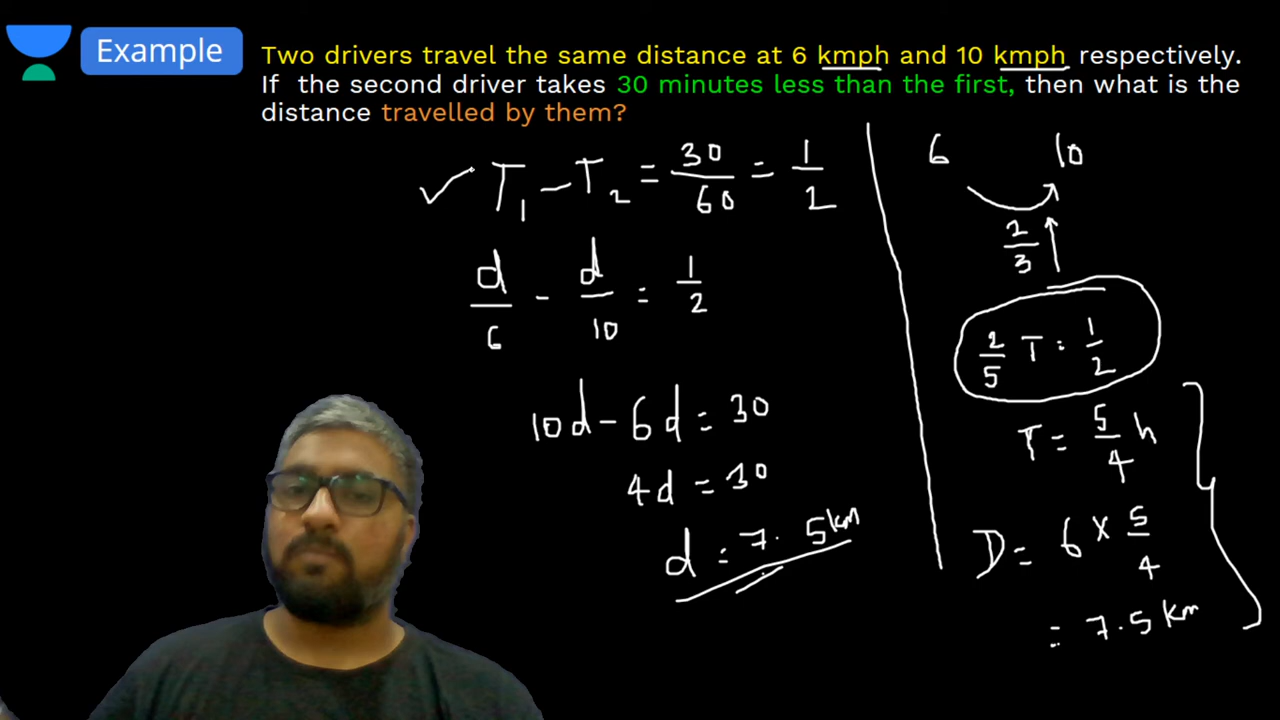 Example
Two drivers travel the same distance at 6 kmph and 10 kmph respectively.
If the second driver takes 30 minutes less than the first, then what is the
distance travelled by them?
T₁ - T₂ = 30/60 = 1/2
d/6 - d/10 = 1/2
10d - 6d = 30
4d = 30
d = 7.5 km
6 10
2/3 ↑
2/5 T = 1/2
T = 5/4 h
D = 6 × 5/4
= 7.5 km